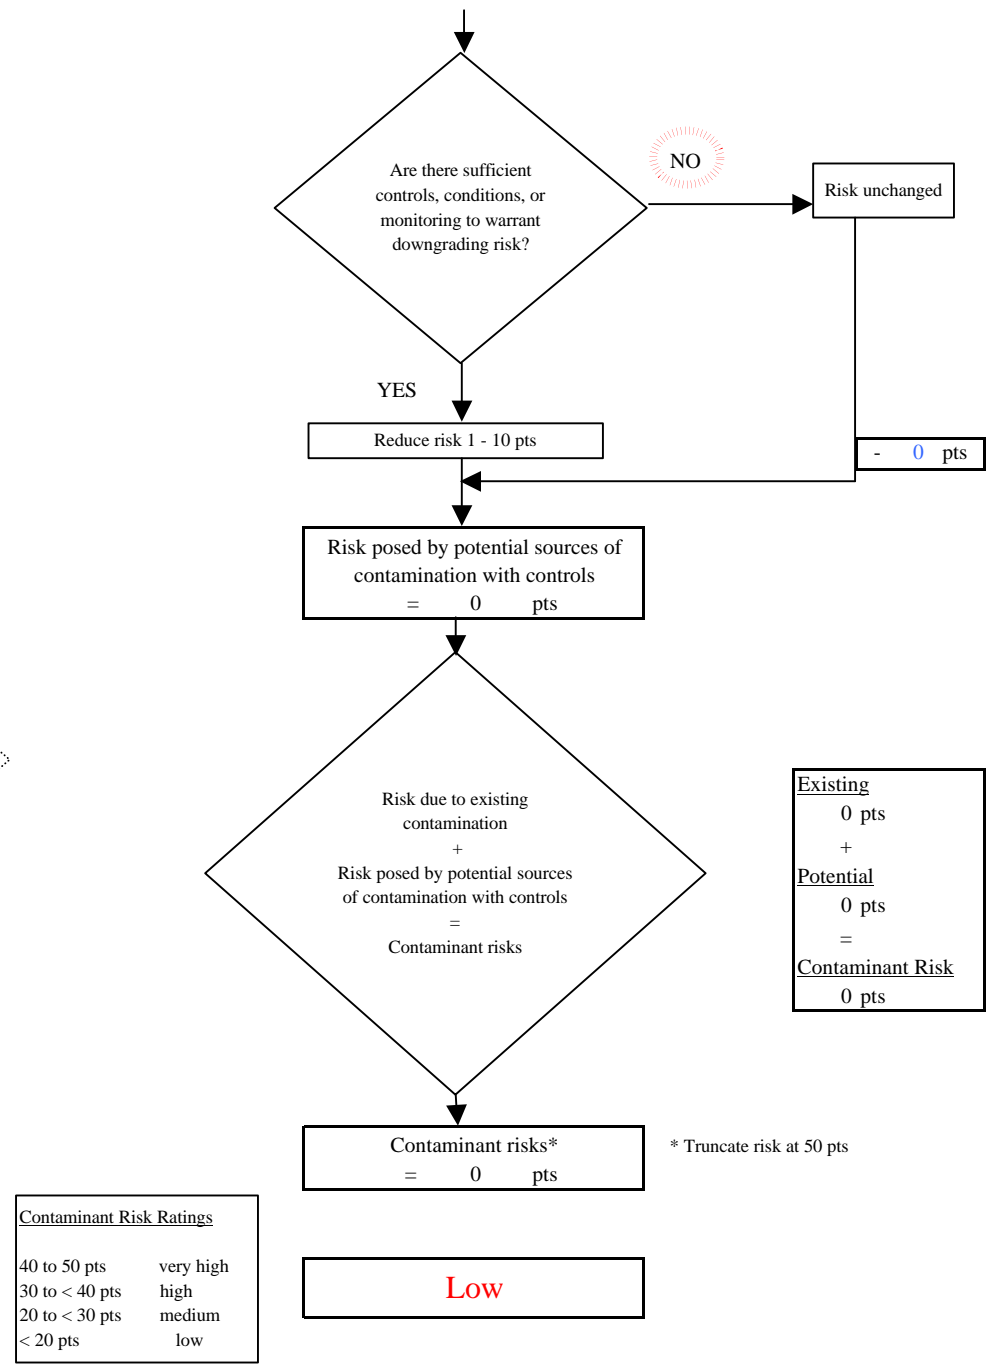 Are there sufficient
controls, conditions, or
monitoring to warrant
downgrading risk?
NO
Risk unchanged
YES
Reduce risk 1 - 10 pts
- 0 pts
Risk posed by potential sources of
contamination with controls
= 0 pts
Risk due to existing
contamination
+
Risk posed by potential sources
of contamination with controls
=
Contaminant risks
Existing
0 pts
+
Potential
0 pts
=
Contaminant Risk
0 pts
Contaminant risks*
= 0 pts
* Truncate risk at 50 pts
Contaminant Risk Ratings
40 to 50 pts very high
30 to < 40 pts high
20 to < 30 pts medium
< 20 pts low
Low